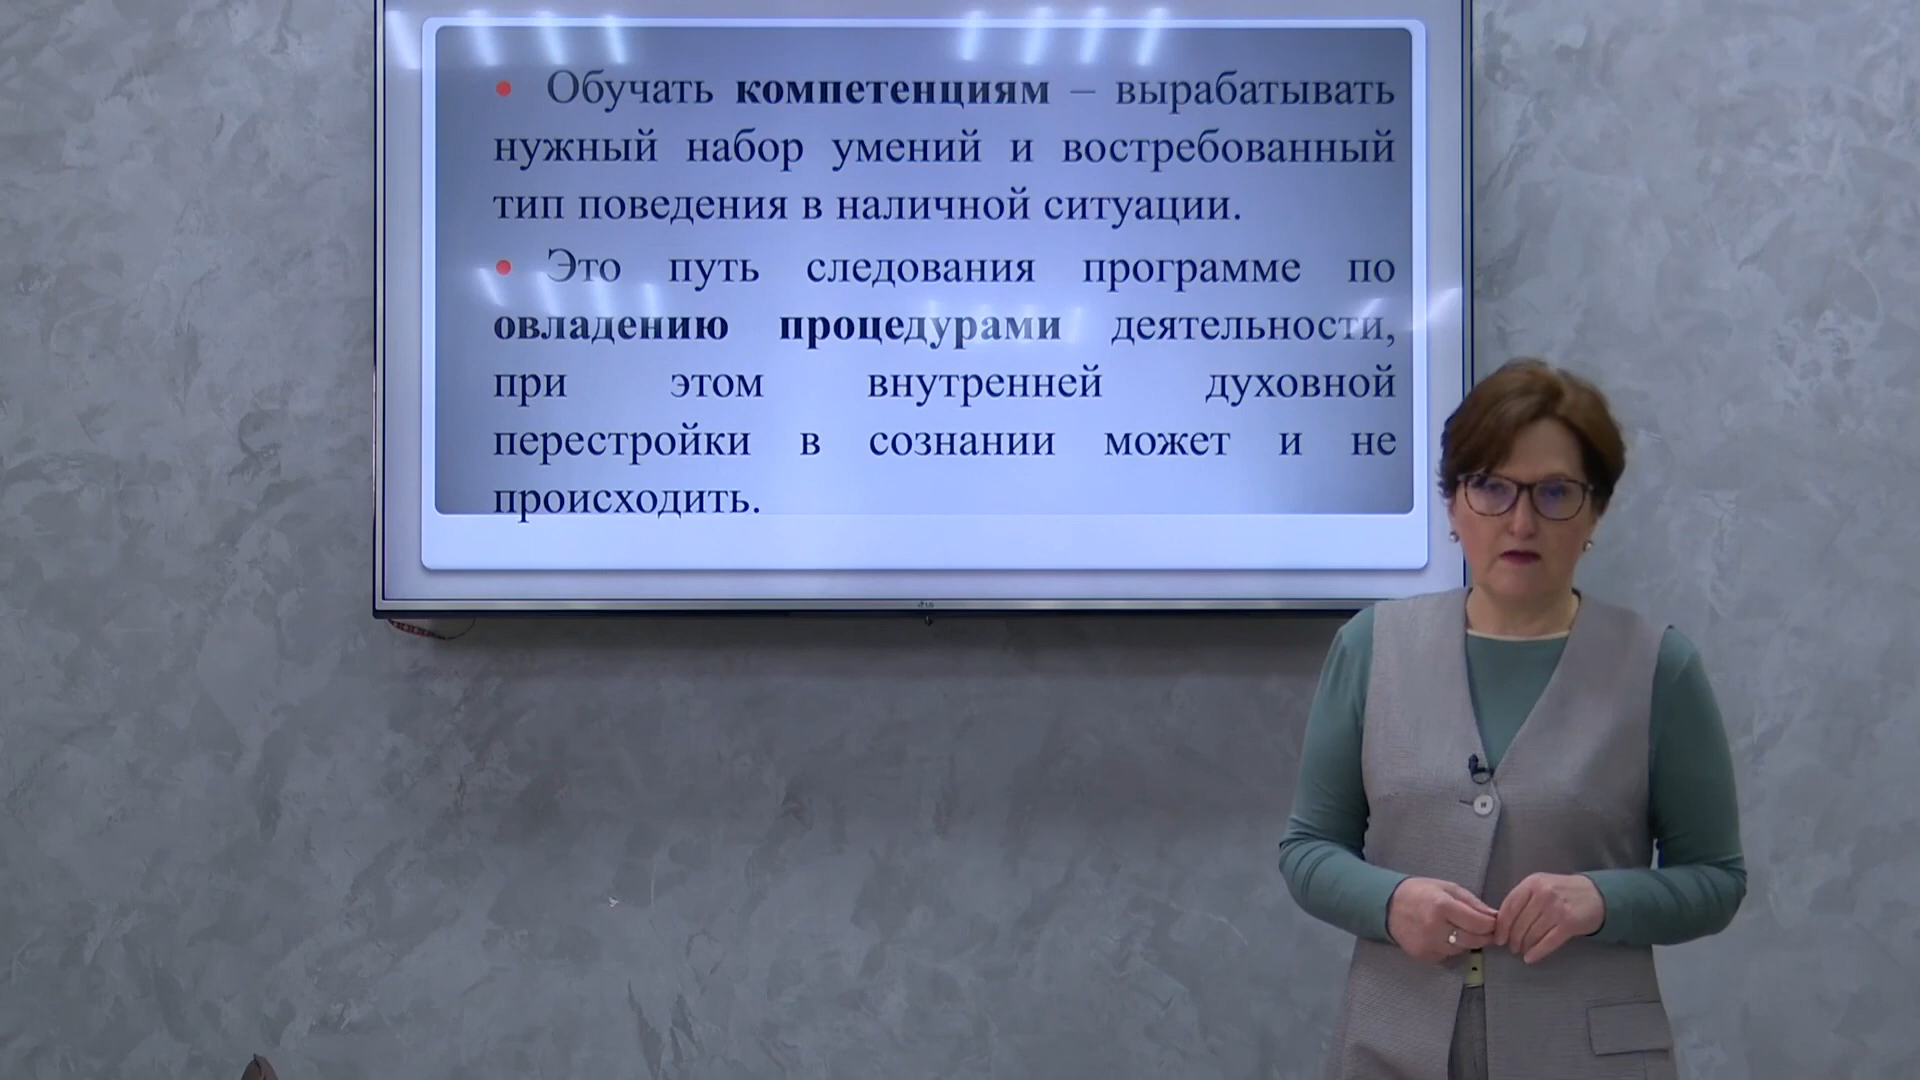 • Обучать компетенциям – вырабатывать
нужный набор умений и востребованный
тип поведения в наличной ситуации.
• Это путь следования программе по
овладению процедурами деятельности,
при этом внутренней духовной
перестройки в сознании может и не
происходить.
LG